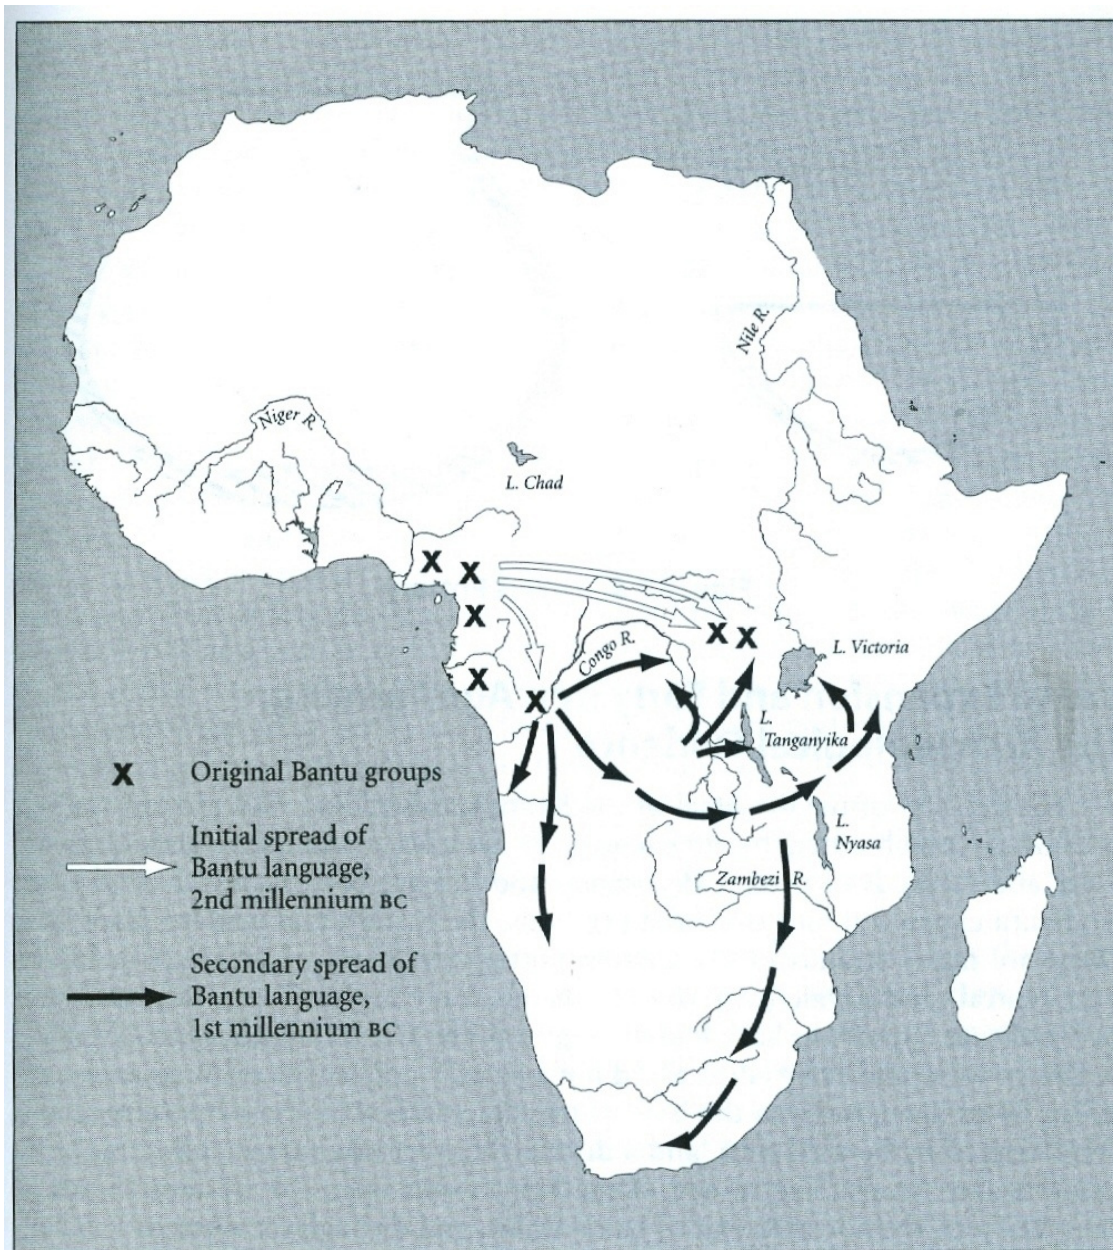 Nile R.
Niger R.
L. Chad
Congo R.
L. Victoria
L.
Tanganyika
X
Original Bantu groups
Initial spread of
Bantu language,
2nd millennium BC
L.
Nyasa
Zambezi R.
Secondary spread of
Bantu language,
1st millennium BC